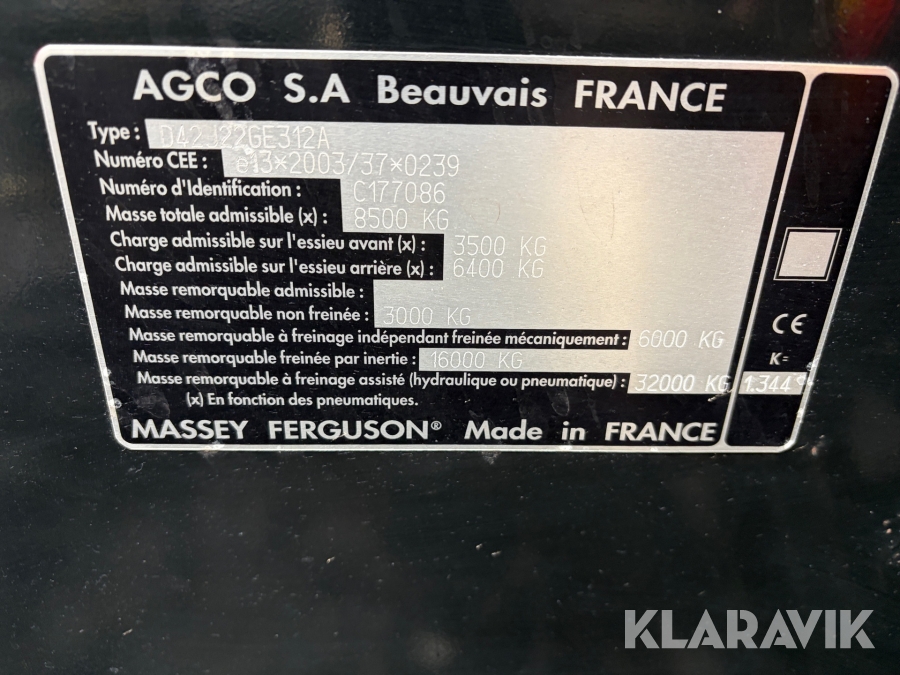 AGCO S.A Beauvais FRANCE
Type : D42J22GE312A
Numéro CEE : e13*2003/37*0239
Numéro d'Identification : C177086
Masse totale admissible (x) : 8500 KG
Charge admissible sur l'essieu avant (x) : 3500 KG
Charge admissible sur l'essieu arrière (x) : 6400 KG
Masse remorquable admissible :
Masse remorquable non freinée : 3000 KG
Masse remorquable à freinage indépendant freinée mécaniquement : 6000 KG
Masse remorquable freinée par inertie : 16000 KG
Masse remorquable à freinage assisté (hydraulique ou pneumatique) : 32000 KG
(x) En fonction des pneumatiques.
MASSEY FERGUSON® Made in FRANCE
CE
K=
1.344
KLARAVIK